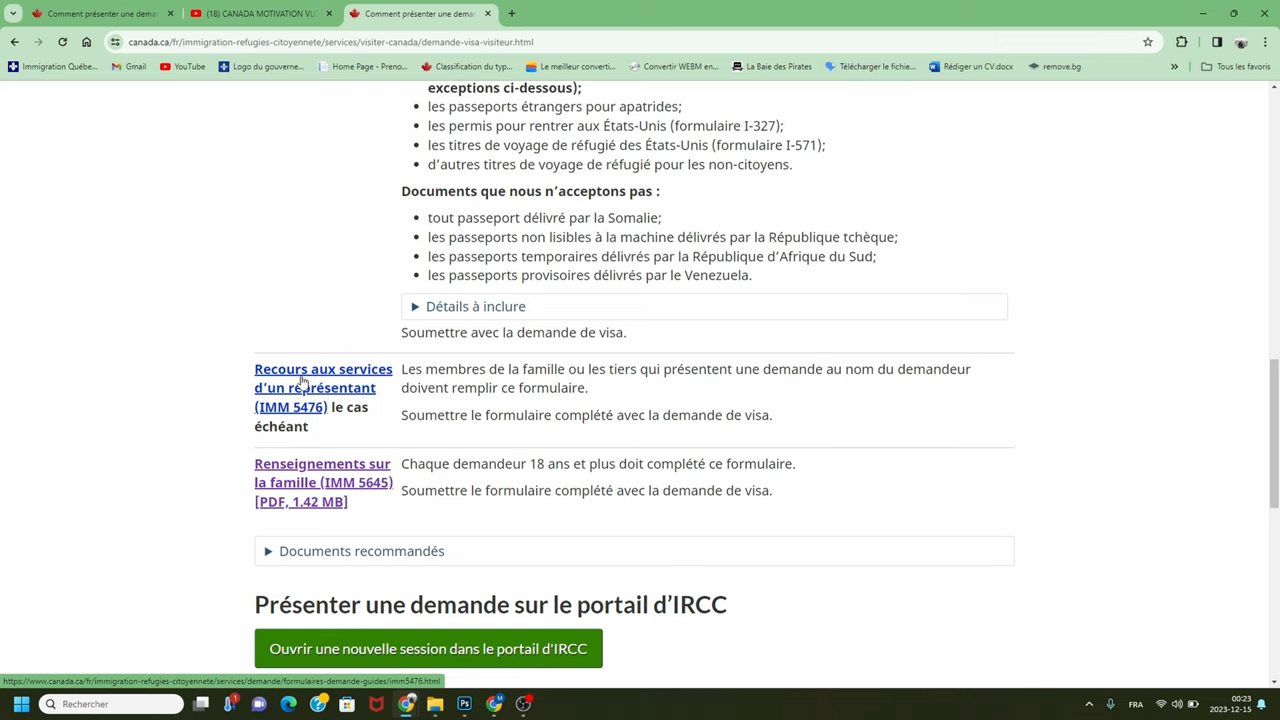 Comment présenter une deman
(18) CANADA MOTIVATION VLO
Comment présenter une deman
canada.ca/fr/immigration-refugies-citoyennete/services/visiter-canada/demande-visa-visiteur.html
Immigration Québe...
Gmail
YouTube
Logo du gouverne...
Home Page - Preno...
Classification du typ...
Le meilleur converti...
Convertir WEBM en...
La Baie des Pirates
Télécharger le fichie...
Rédiger un CV.docx
remove.bg
Tous les favoris
exceptions ci-dessous);
les passeports étrangers pour apatrides;
les permis pour rentrer aux États-Unis (formulaire I-327);
les titres de voyage de réfugié des États-Unis (formulaire I-571);
d’autres titres de voyage de réfugié pour les non-citoyens.
Documents que nous n’acceptons pas :
tout passeport délivré par la Somalie;
les passeports non lisibles à la machine délivrés par la République tchèque;
les passeports temporaires délivrés par la République d’Afrique du Sud;
les passeports provisoires délivrés par le Venezuela.
Détails à inclure
Soumettre avec la demande de visa.
Recours aux services
d’un représentant
(IMM 5476) le cas
échéant
Les membres de la famille ou les tiers qui présentent une demande au nom du demandeur
doivent remplir ce formulaire.
Soumettre le formulaire complété avec la demande de visa.
Renseignements sur
la famille (IMM 5645)
[PDF, 1.42 MB]
Chaque demandeur 18 ans et plus doit complété ce formulaire.
Soumettre le formulaire complété avec la demande de visa.
Documents recommandés
Présenter une demande sur le portail d’IRCC
Ouvrir une nouvelle session dans le portail d'IRCC
https://www.canada.ca/fr/immigration-refugies-citoyennete/services/demande/formulaires-demande-guides/imm5476.html
Rechercher
1
FRA
00:23
2023-12-15